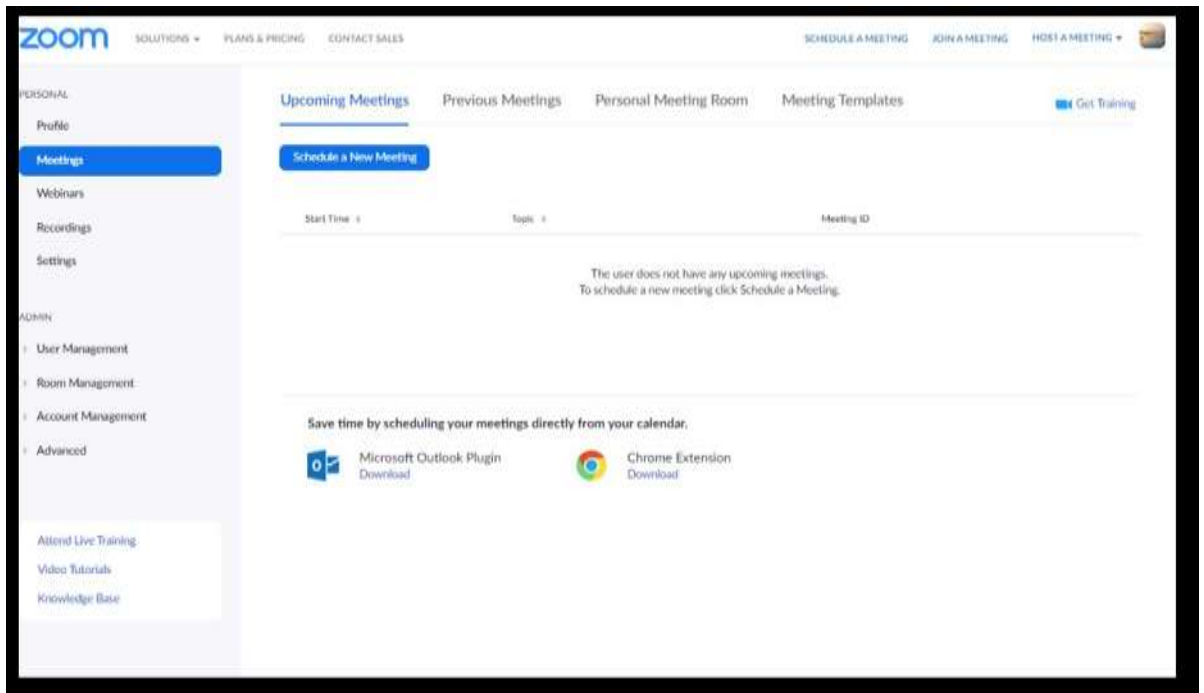 zoom SOLUTIONS PLANS & PRICING CONTACT SALES SCHEDULE A MEETING JOIN A MEETING HOST A MEETING
PERSONAL
Profile
Meetings
Webinars
Recordings
Settings
ADMIN
User Management
Room Management
Account Management
Advanced
Attend Live Training
Video Tutorials
Knowledge Base
Upcoming Meetings Previous Meetings Personal Meeting Room Meeting Templates Get Training
Schedule a New Meeting
Start Time Topic Meeting ID
The user does not have any upcoming meetings.
To schedule a new meeting click Schedule a Meeting.
Save time by scheduling your meetings directly from your calendar.
Microsoft Outlook Plugin
Download
Chrome Extension
Download